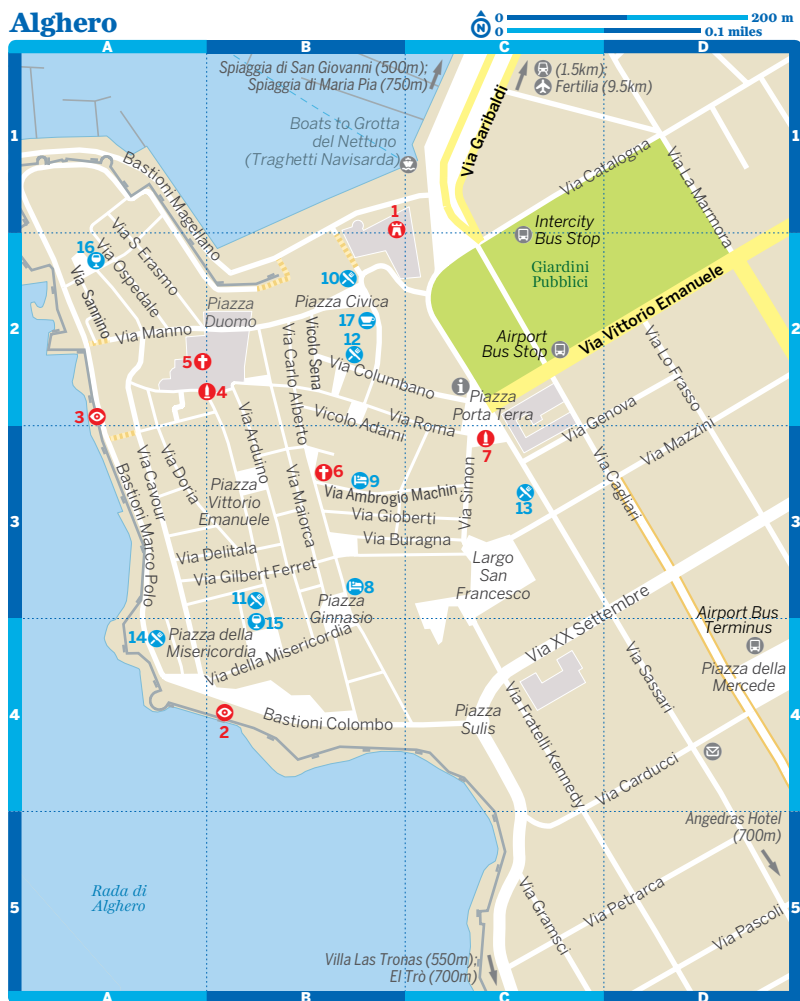 Alghero
N
0 200 m
0 0.1 miles
A
B
C
D
1
2
3
4
5
Spiaggia di San Giovanni (500m);
Spiaggia di Maria Pia (750m)
(1.5km);
Fertilia (9.5km)
Boats to Grotta
del Nettuno
(Traghetti Navisarda)
Via Garibaldi
Via Catalogna
Via La Marmora
Bastioni Magellano
1
Intercity
Bus Stop
Giardini
Pubblici
16
Via S Erasmo
Via Ospedale
Via Sannino
10
Piazza
Duomo
Piazza Civica
17
12
Via Manno
Via Carlo Alberto
Vicolo Sena
Airport
Bus Stop
Via Vittorio Emanuele
Via Lo Frasso
5
4
Via Columbano
i
Piazza
Porta Terra
3
Vicolo Adami
Via Roma
Via Genova
Via Mazzini
7
Via Cavour
Via Doria
Via Arduino
Via Maiorca
6
9
Via Ambrogio Machin
Via Simon
13
Via Cagliari
Piazza
Vittorio
Emanuele
Via Gioberti
Via Buragna
Bastioni Marco Polo
Via Delitala
Via Gilbert Ferret
Largo
San
Francesco
8
11
Piazza
Ginnasio
15
14
Piazza della
Misericordia
Via della Misericordia
Via XX Settembre
Airport Bus
Terminus
Piazza della
Mercede
Via Sassari
2
Bastioni Colombo
Piazza
Sulis
Via Fratelli Kennedy
Via Carducci
Angedras Hotel
(700m)
Rada di
Alghero
Via Gramsci
Via Petrarca
Via Pascoli
Villa Las Tronas (550m);
El Trò (700m)
1
2
3
4
5